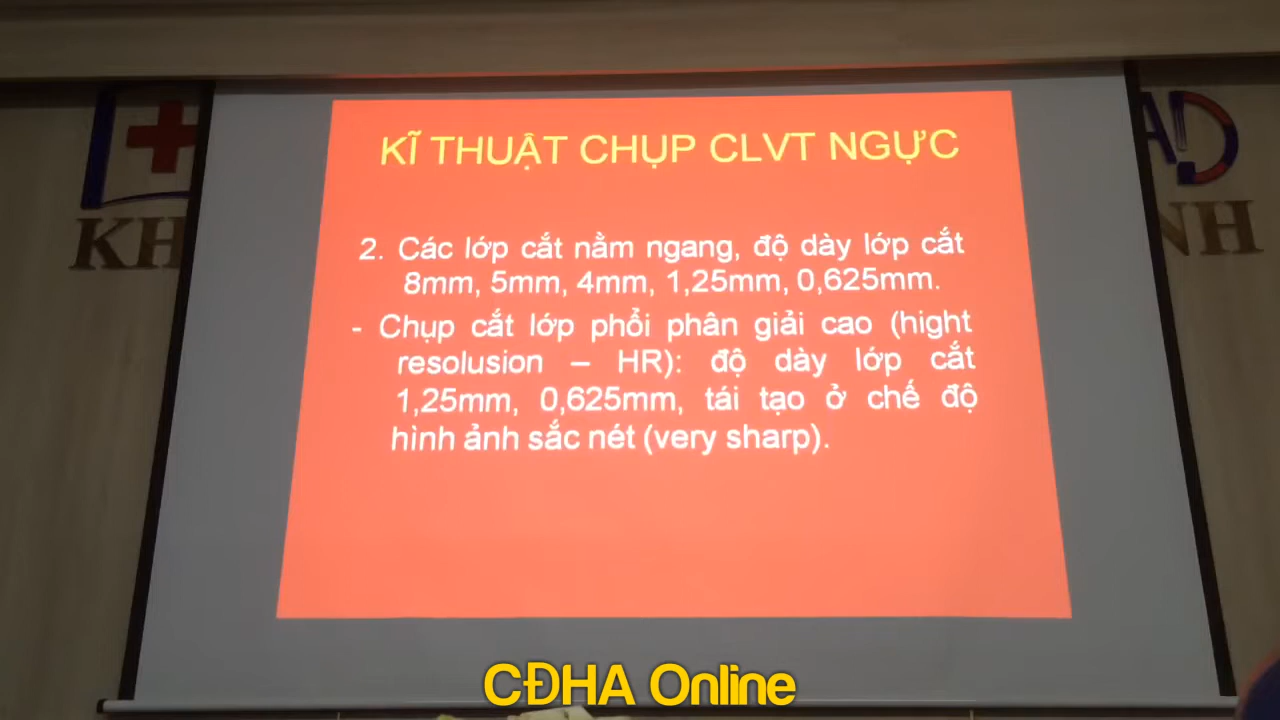 KĨ THUẬT CHỤP CLVT NGỰC
2. Các lớp cắt nằm ngang, độ dày lớp cắt
8mm, 5mm, 4mm, 1,25mm, 0,625mm.
- Chụp cắt lớp phổi phân giải cao (hight
resolusion – HR): độ dày lớp cắt
1,25mm, 0,625mm, tái tạo ở chế độ
hình ảnh sắc nét (very sharp).
KH
NH
CĐHA Online